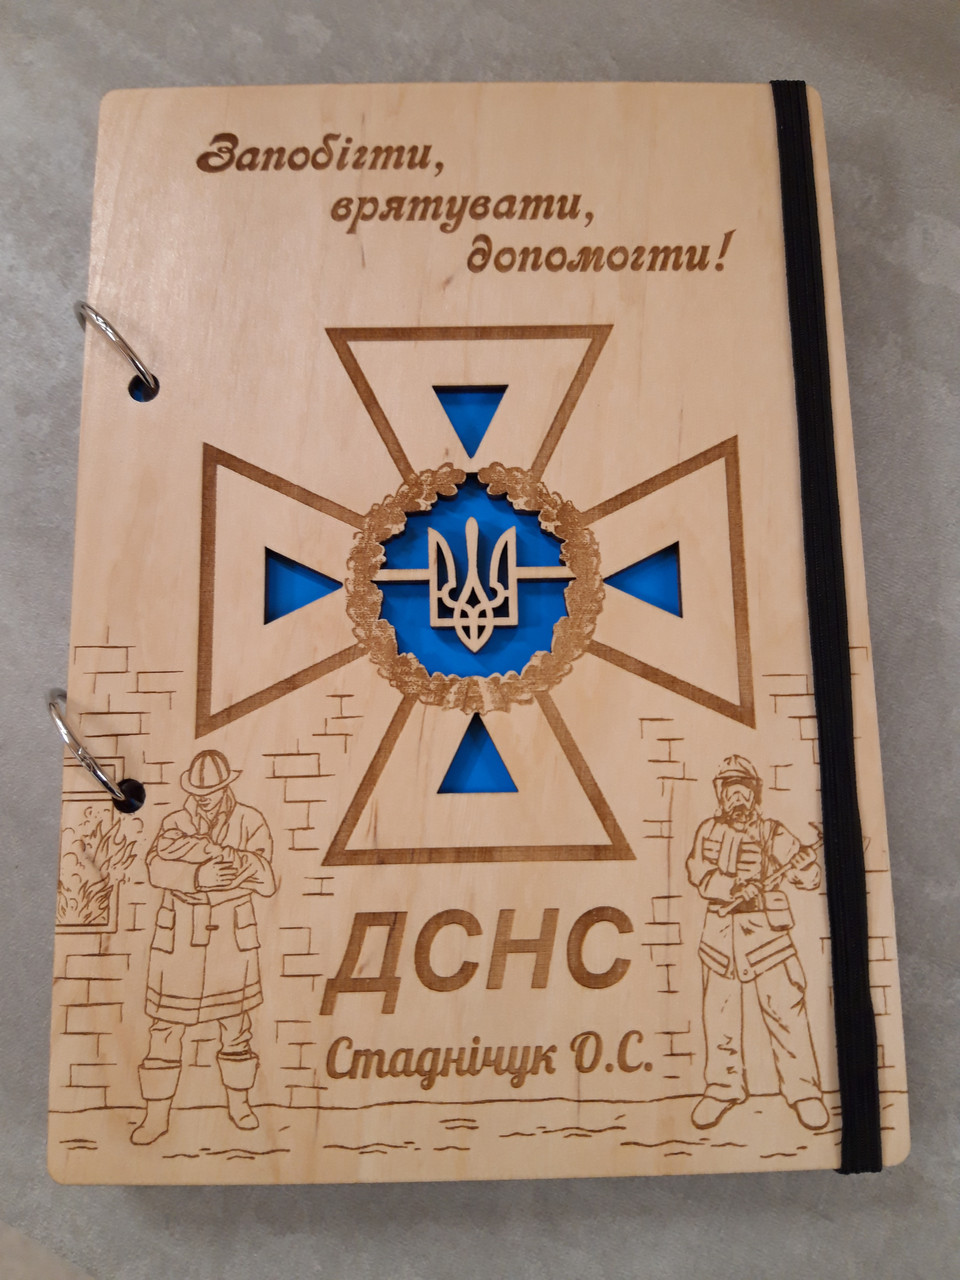 Запобігти,
врятувати,
допомогти!
ДСНС
Стаднічук О.С.